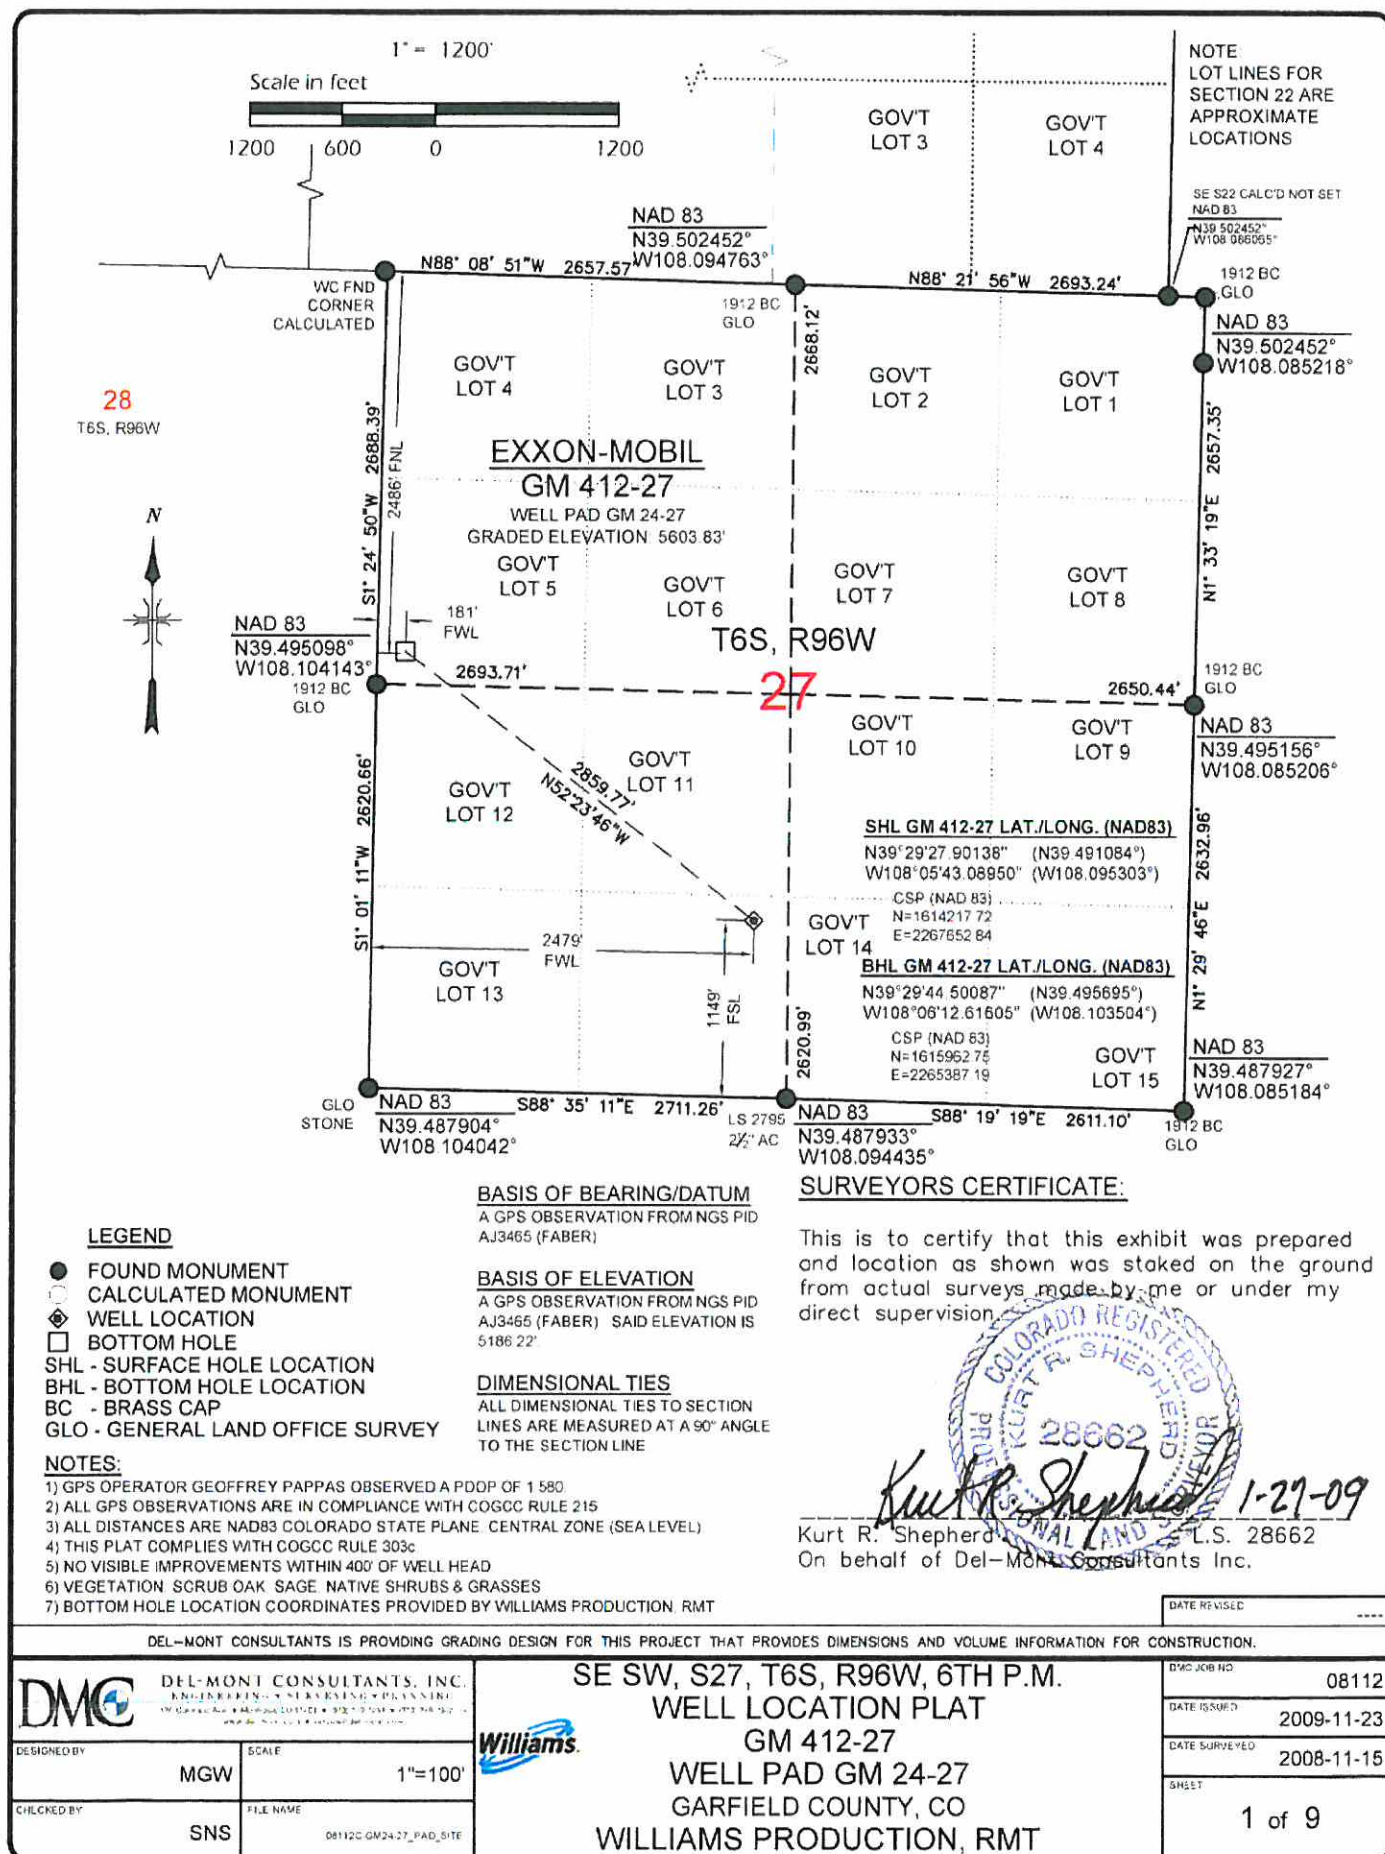 1" = 1200'
Scale in feet
1200 600 0 1200
NOTE
LOT LINES FOR
SECTION 22 ARE
APPROXIMATE
LOCATIONS
GOV'T
LOT 3
GOV'T
LOT 4
SE S22 CALC'D NOT SET
NAD 83
N39 502452°
W108 086065°
NAD 83
N39.502452°
W108.094763°
N88° 08' 51"W 2657.57'
N88° 21' 56"W 2693.24'
1912 BC
GLO
WC FND
CORNER
CALCULATED
1912 BC
GLO
NAD 83
N39.502452°
W108.085218°
2668.12'
GOV'T
LOT 4
GOV'T
LOT 3
GOV'T
LOT 2
GOV'T
LOT 1
28
T6S, R96W
S1° 24' 50"W 2688.39'
2486' FNL
N1° 33' 19"E 2657.35'
EXXON-MOBIL
GM 412-27
WELL PAD GM 24-27
GRADED ELEVATION: 5603.83'
GOV'T
LOT 5
GOV'T
LOT 6
GOV'T
LOT 7
GOV'T
LOT 8
N
181'
FWL
T6S, R96W
27
NAD 83
N39.495098°
W108.104143°
1912 BC
GLO
2693.71'
2650.44'
1912 BC
GLO
NAD 83
N39.495156°
W108.085206°
GOV'T
LOT 10
GOV'T
LOT 9
GOV'T
LOT 11
GOV'T
LOT 12
2859.77'
N52°23'46"W
S1° 01' 11"W 2620.66'
N1° 29' 46"E 2632.96'
SHL GM 412-27 LAT./LONG. (NAD83)
N39°29'27.90138" (N39.491084°)
W108°05'43.08950" (W108.095303°)
CSP (NAD 83)
N=1614217.72
E=2267652.84
GOV'T
LOT 14
2479'
FWL
GOV'T
LOT 13
1149'
FSL
BHL GM 412-27 LAT./LONG. (NAD83)
N39°29'44.50087" (N39.495695°)
W108°06'12.61605" (W108.103504°)
CSP (NAD 83)
N=1615962.75
E=2265387.19
2620.99'
GOV'T
LOT 15
NAD 83
N39.487927°
W108.085184°
GLO
STONE
NAD 83
N39.487904°
W108.104042°
S88° 35' 11"E 2711.26'
LS 2795
2½" AC
NAD 83
N39.487933°
W108.094435°
S88° 19' 19"E 2611.10'
1912 BC
GLO
LEGEND
FOUND MONUMENT
CALCULATED MONUMENT
WELL LOCATION
BOTTOM HOLE
SHL - SURFACE HOLE LOCATION
BHL - BOTTOM HOLE LOCATION
BC - BRASS CAP
GLO - GENERAL LAND OFFICE SURVEY
BASIS OF BEARING/DATUM
A GPS OBSERVATION FROM NGS PID
AJ3465 (FABER)
BASIS OF ELEVATION
A GPS OBSERVATION FROM NGS PID
AJ3465 (FABER) SAID ELEVATION IS
5186.22'
DIMENSIONAL TIES
ALL DIMENSIONAL TIES TO SECTION
LINES ARE MEASURED AT A 90° ANGLE
TO THE SECTION LINE
SURVEYORS CERTIFICATE:
This is to certify that this exhibit was prepared
and location as shown was staked on the ground
from actual surveys made by me or under my
direct supervision.
COLORADO REGISTERED
KURT R. SHEPHERD
28662
PROFESSIONAL LAND SURVEYOR
Kurt R. Shepherd 1-27-09
Kurt R. Shepherd L.S. 28662
On behalf of Del-Mont Consultants Inc.
NOTES:
1) GPS OPERATOR GEOFFREY PAPPAS OBSERVED A PDOP OF 1.580
2) ALL GPS OBSERVATIONS ARE IN COMPLIANCE WITH COGCC RULE 215
3) ALL DISTANCES ARE NAD83 COLORADO STATE PLANE, CENTRAL ZONE (SEA LEVEL)
4) THIS PLAT COMPLIES WITH COGCC RULE 303c
5) NO VISIBLE IMPROVEMENTS WITHIN 400' OF WELL HEAD
6) VEGETATION: SCRUB OAK, SAGE, NATIVE SHRUBS & GRASSES
7) BOTTOM HOLE LOCATION COORDINATES PROVIDED BY WILLIAMS PRODUCTION, RMT
DATE REVISED
----
DEL-MONT CONSULTANTS IS PROVIDING GRADING DESIGN FOR THIS PROJECT THAT PROVIDES DIMENSIONS AND VOLUME INFORMATION FOR CONSTRUCTION.
DMC
DEL-MONT CONSULTANTS, INC.
ENGINEERING • SURVEYING • PLANNING
DESIGNED BY
MGW
SCALE
1"=100'
CHECKED BY
SNS
FILE NAME
08112C GM24-27_PAD_SITE
Williams.
SE SW, S27, T6S, R96W, 6TH P.M.
WELL LOCATION PLAT
GM 412-27
WELL PAD GM 24-27
GARFIELD COUNTY, CO
WILLIAMS PRODUCTION, RMT
DMC JOB NO
08112
DATE ISSUED
2009-11-23
DATE SURVEYED
2008-11-15
SHEET
1 of 9